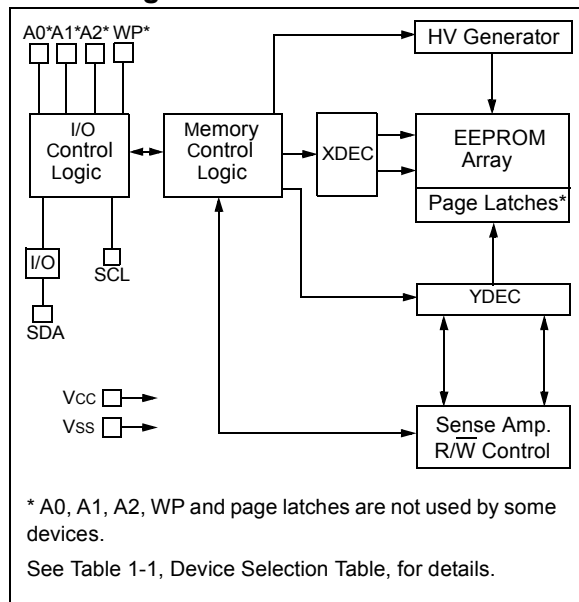 A0* A1* A2* WP*
HV Generator
I/O
Control
Logic
Memory
Control
Logic
XDEC
EEPROM
Array
Page Latches*
I/O
SCL
SDA
YDEC
VCC
VSS
Sense Amp.
R/W̅ Control
* A0, A1, A2, WP and page latches are not used by some
devices.
See Table 1-1, Device Selection Table, for details.